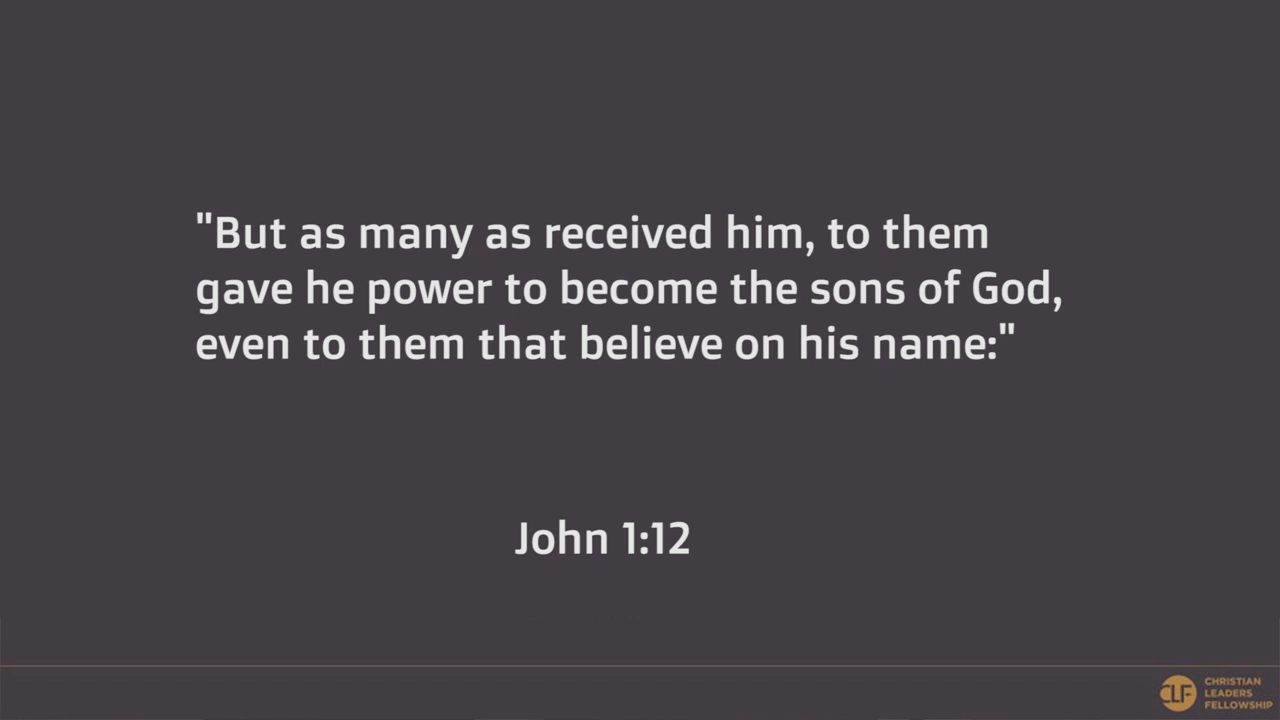 "But as many as received him, to them
gave he power to become the sons of God,
even to them that believe on his name:"
John 1:12
CLF
CHRISTIAN
LEADERS
FELLOWSHIP